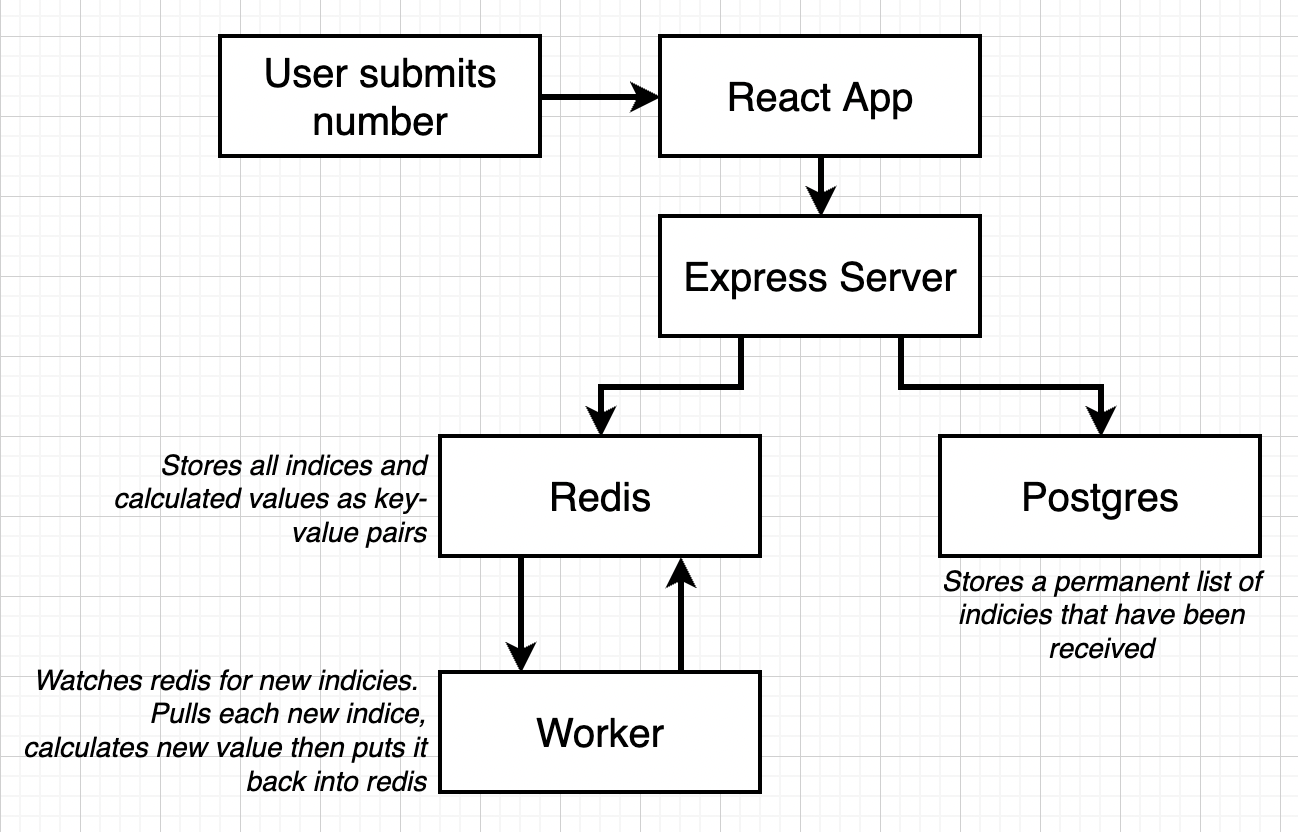 User submits
number
React App
Express Server
Stores all indices and
calculated values as key-
value pairs
Redis
Postgres
Stores a permanent list of
indicies that have been
received
Watches redis for new indicies.
Pulls each new indice,
calculates new value then puts it
back into redis
Worker